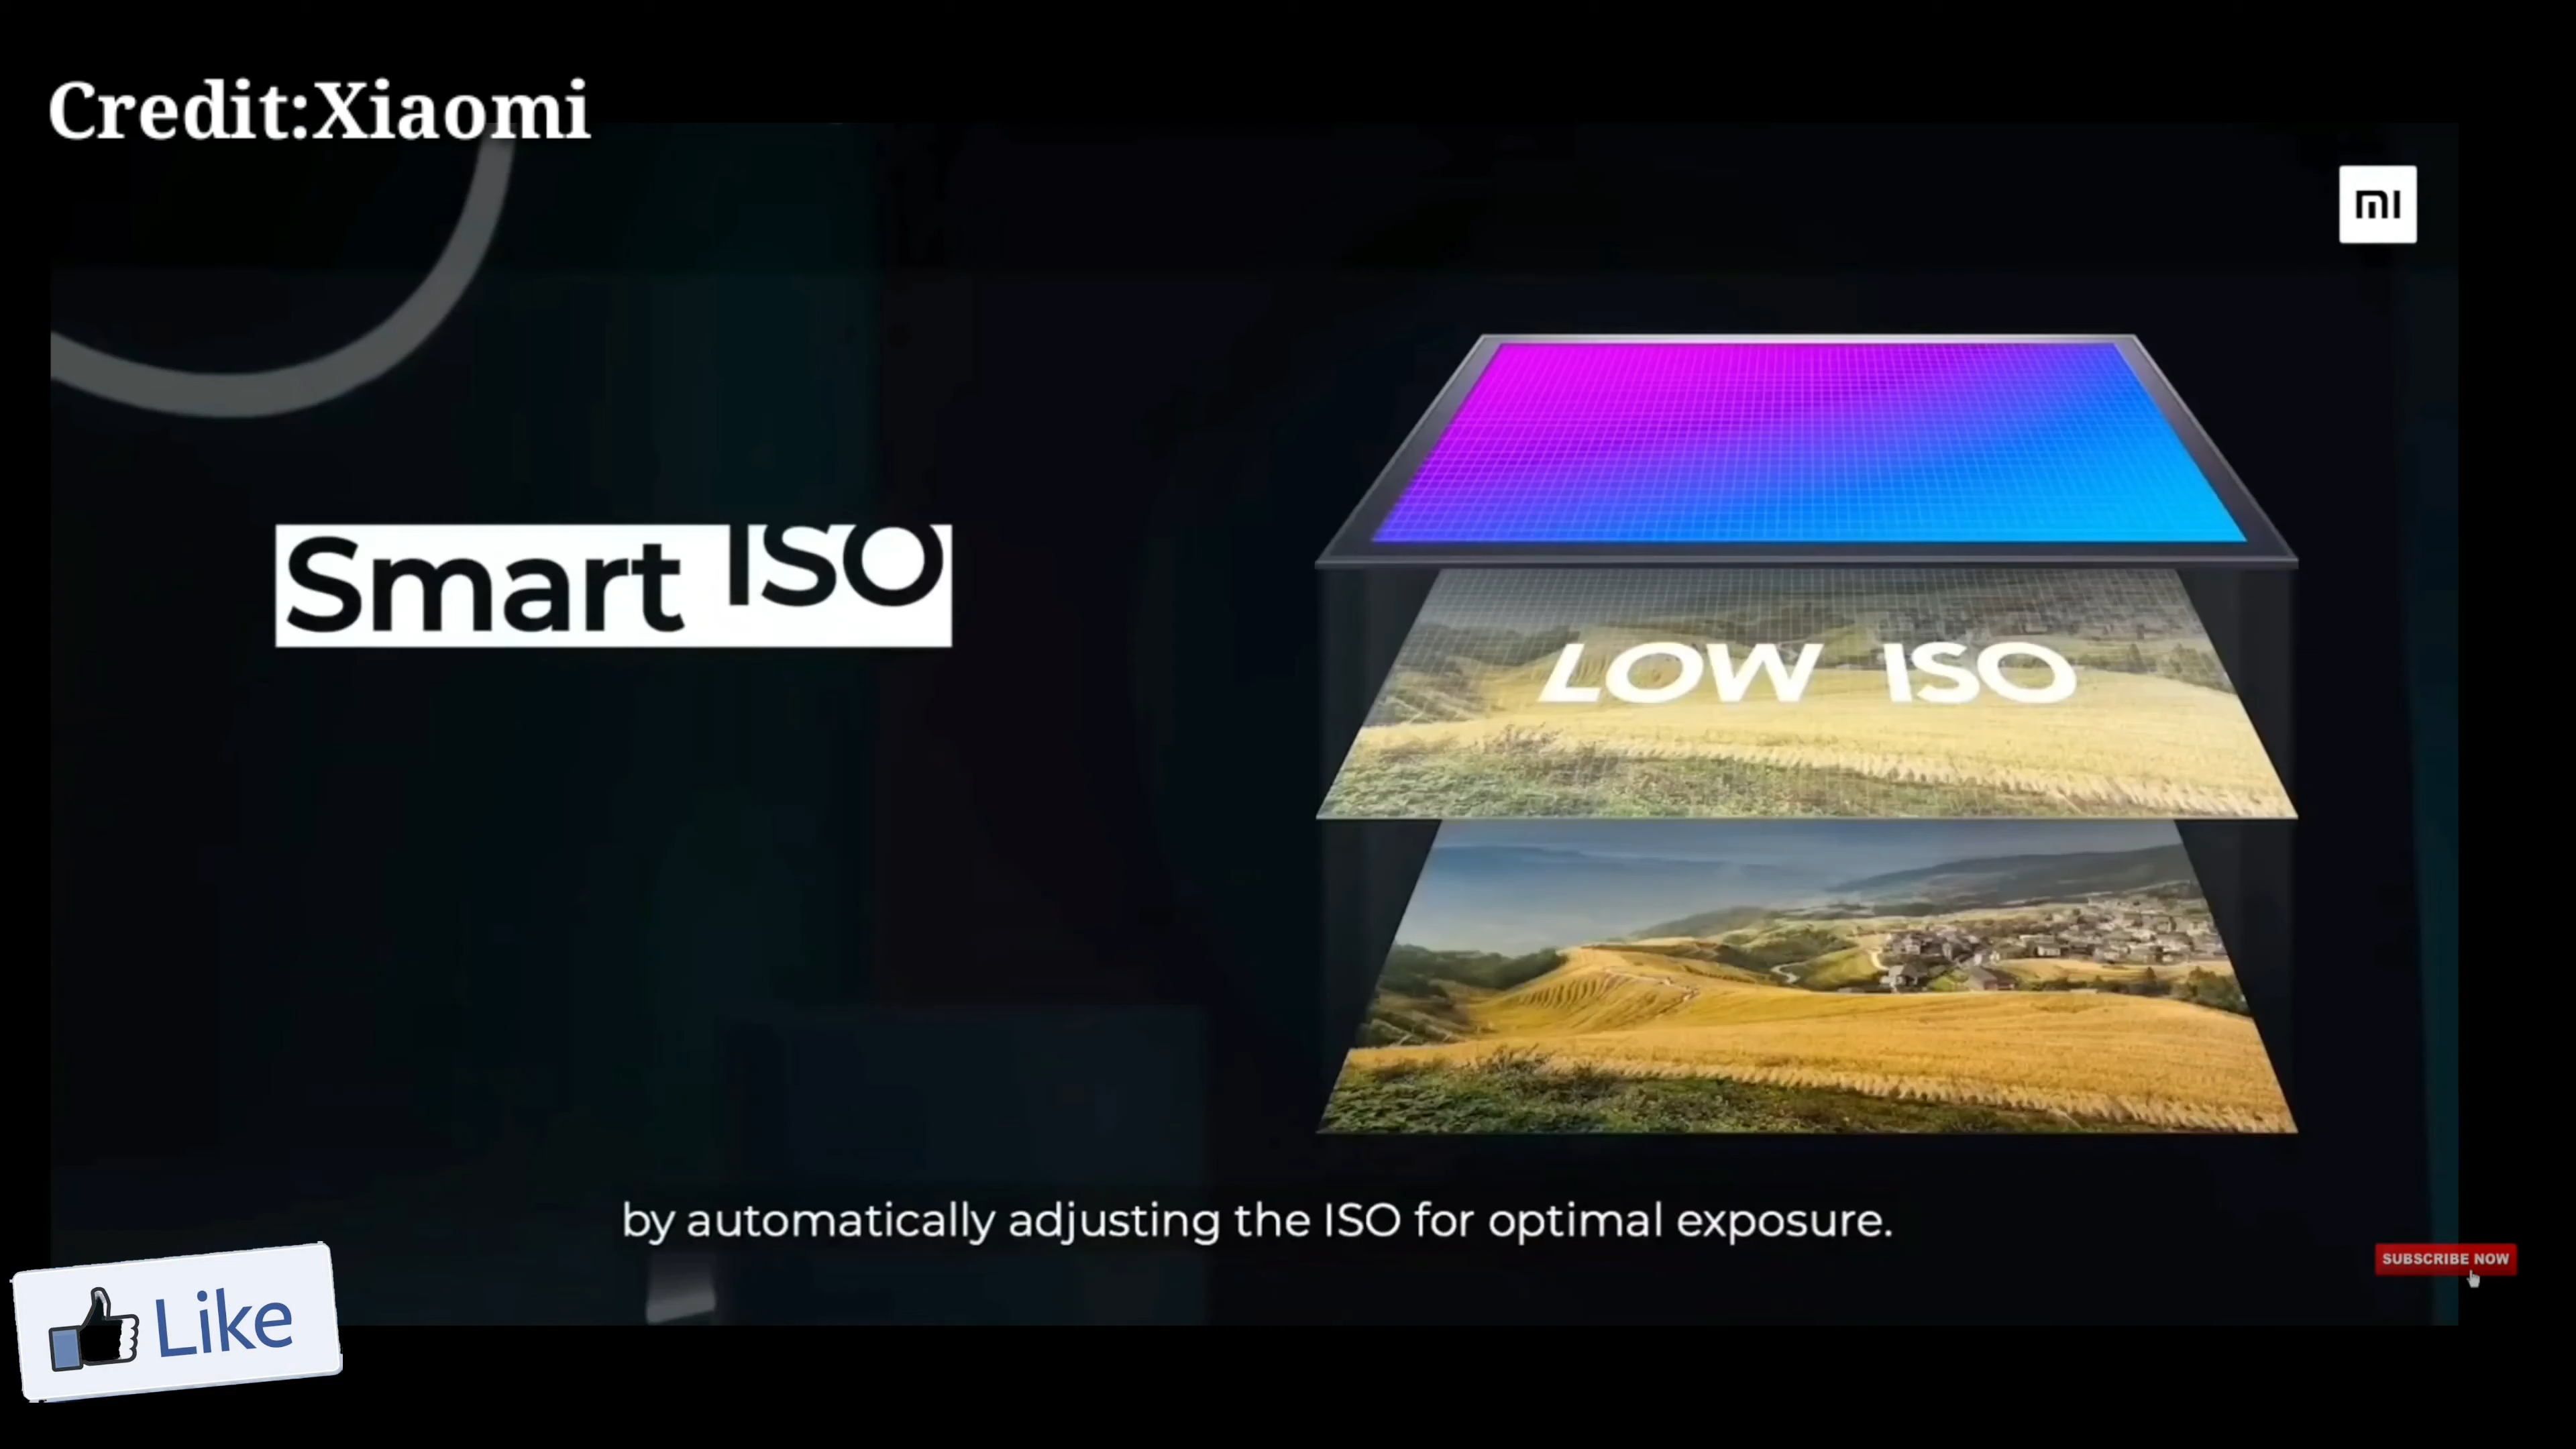 Credit:Xiaomi
mi
Smart ISO
LOW ISO
by automatically adjusting the ISO for optimal exposure.
SUBSCRIBE NOW
Like